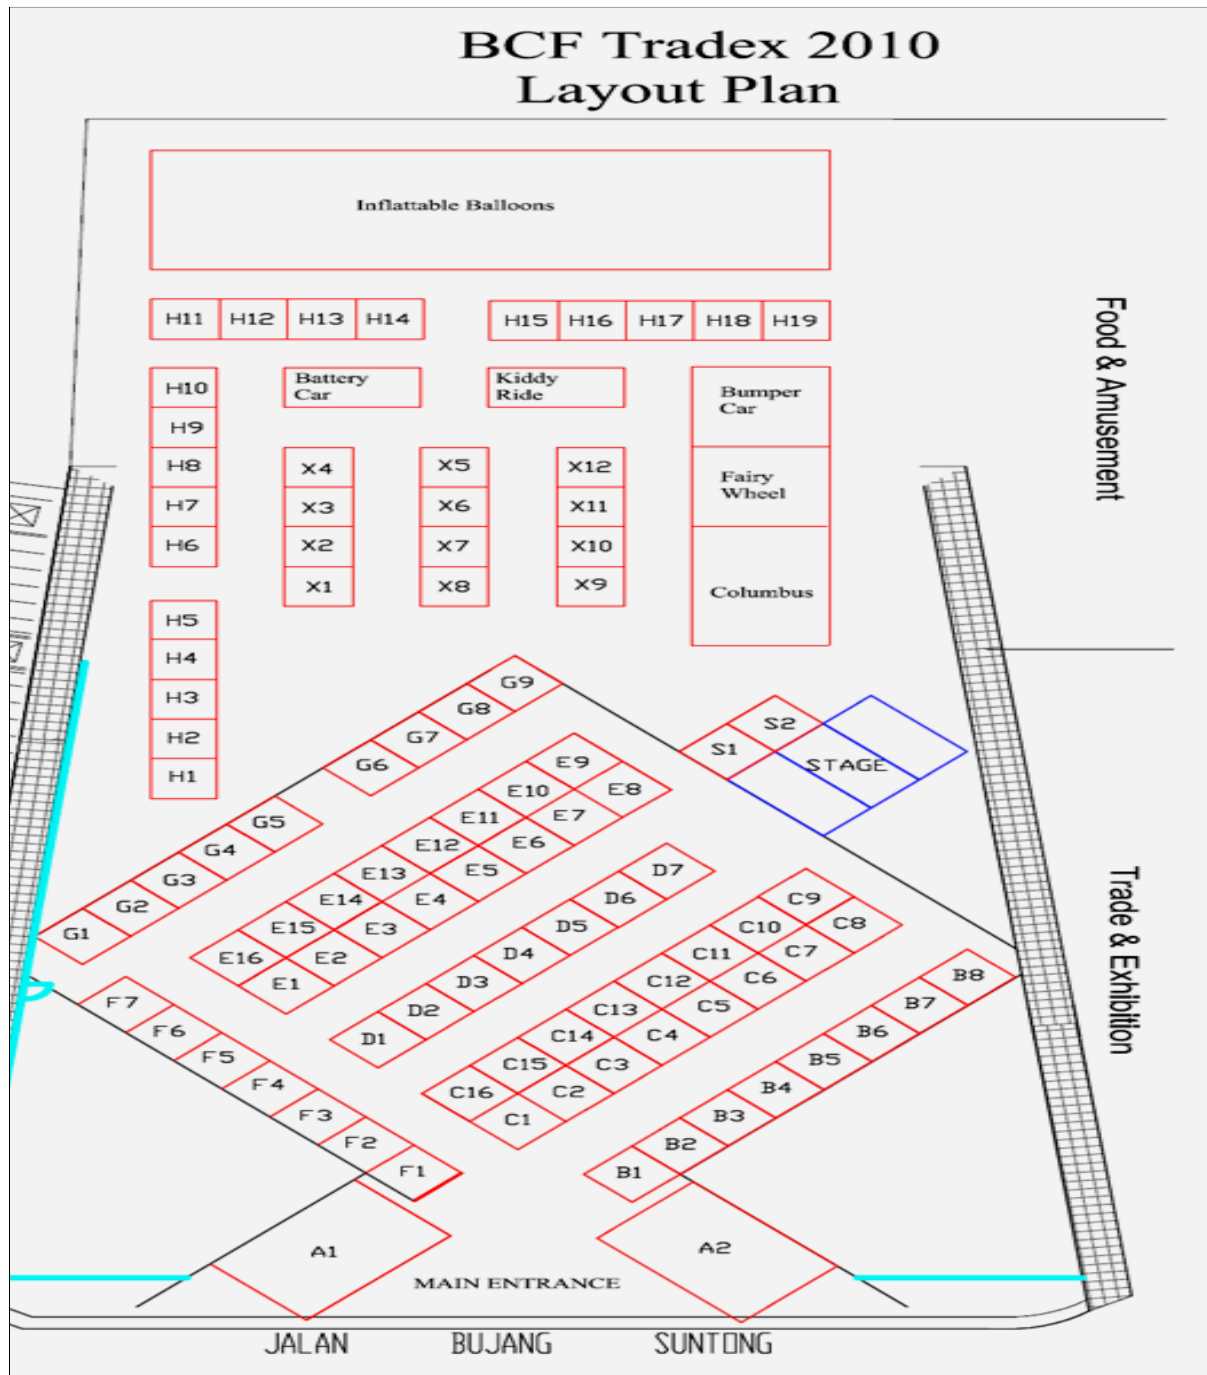 BCF Tradex 2010
Layout Plan
Inflattable Balloons
H11 H12 H13 H14 H15 H16 H17 H18 H19
H10
H9
H8
H7
H6
Battery
Car
Kiddy
Ride
Bumper
Car
Fairy
Wheel
Columbus
X4
X3
X2
X1
X5
X6
X7
X8
X12
X11
X10
X9
Food & Amusement
H5
H4
H3
H2
H1
G9
G8
G7
G6
G5
G4
G3
G2
G1
S2
S1
STAGE
E9
E10
E11
E12
E13
E14
E15
E16
E8
E7
E6
E5
E4
E3
E2
E1
D7
D6
D5
D4
D3
D2
D1
C9
C10
C11
C12
C13
C14
C15
C16
C8
C7
C6
C5
C4
C3
C2
C1
B8
B7
B6
B5
B4
B3
B2
B1
F7
F6
F5
F4
F3
F2
F1
Trade & Exhibition
A1
A2
MAIN ENTRANCE
JALAN BUJANG SUNTONG